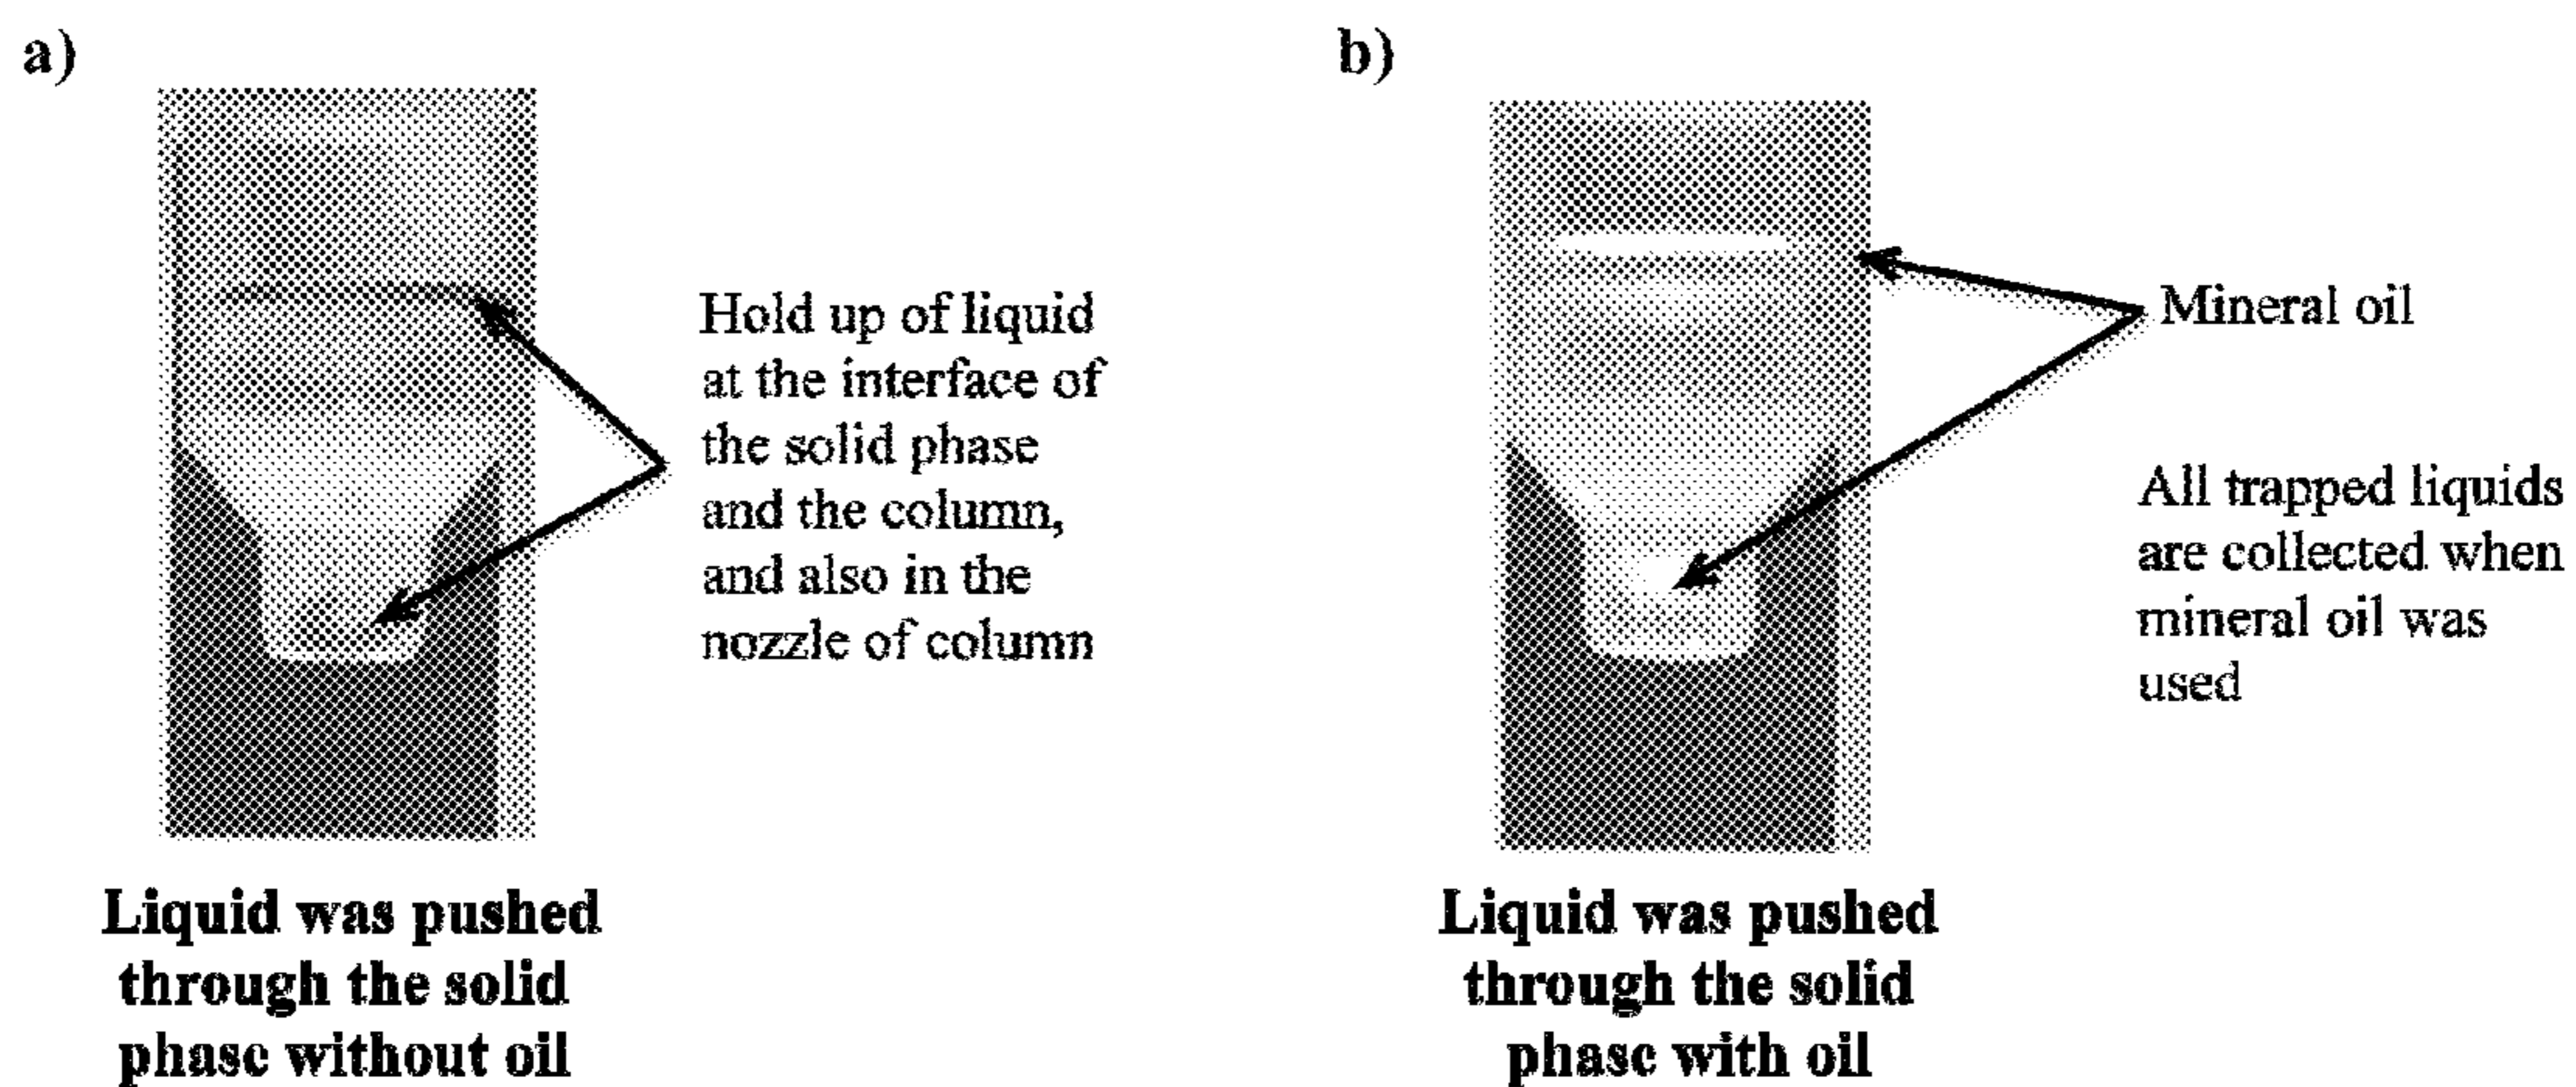 a)
Hold up of liquid
at the interface of
the solid phase
and the column,
and also in the
nozzle of column
Liquid was pushed
through the solid
phase without oil
b)
Mineral oil
All trapped liquids
are collected when
mineral oil was
used
Liquid was pushed
through the solid
phase with oil